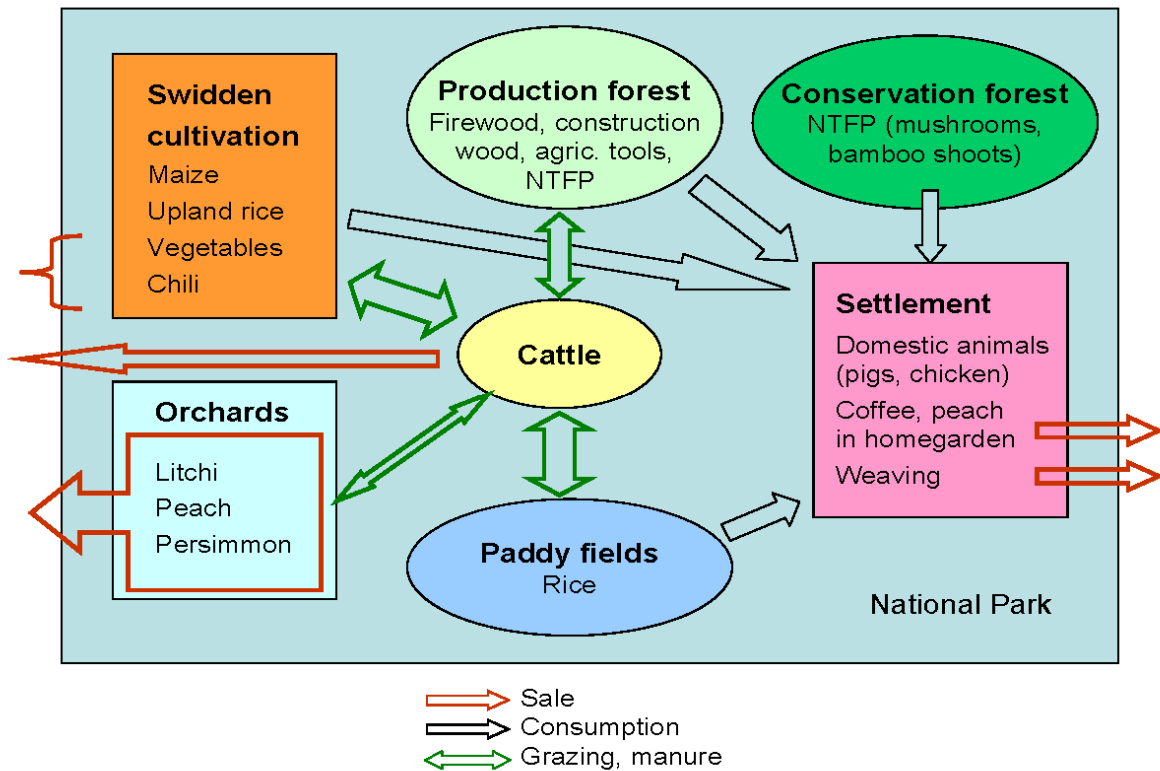 Swidden
cultivation
Maize
Upland rice
Vegetables
Chili
Production forest
Firewood, construction
wood, agric. tools,
NTFP
Conservation forest
NTFP (mushrooms,
bamboo shoots)
Cattle
Settlement
Domestic animals
(pigs, chicken)
Coffee, peach
in homegarden
Weaving
Orchards
Litchi
Peach
Persimmon
Paddy fields
Rice
National Park
Sale
Consumption
Grazing, manure